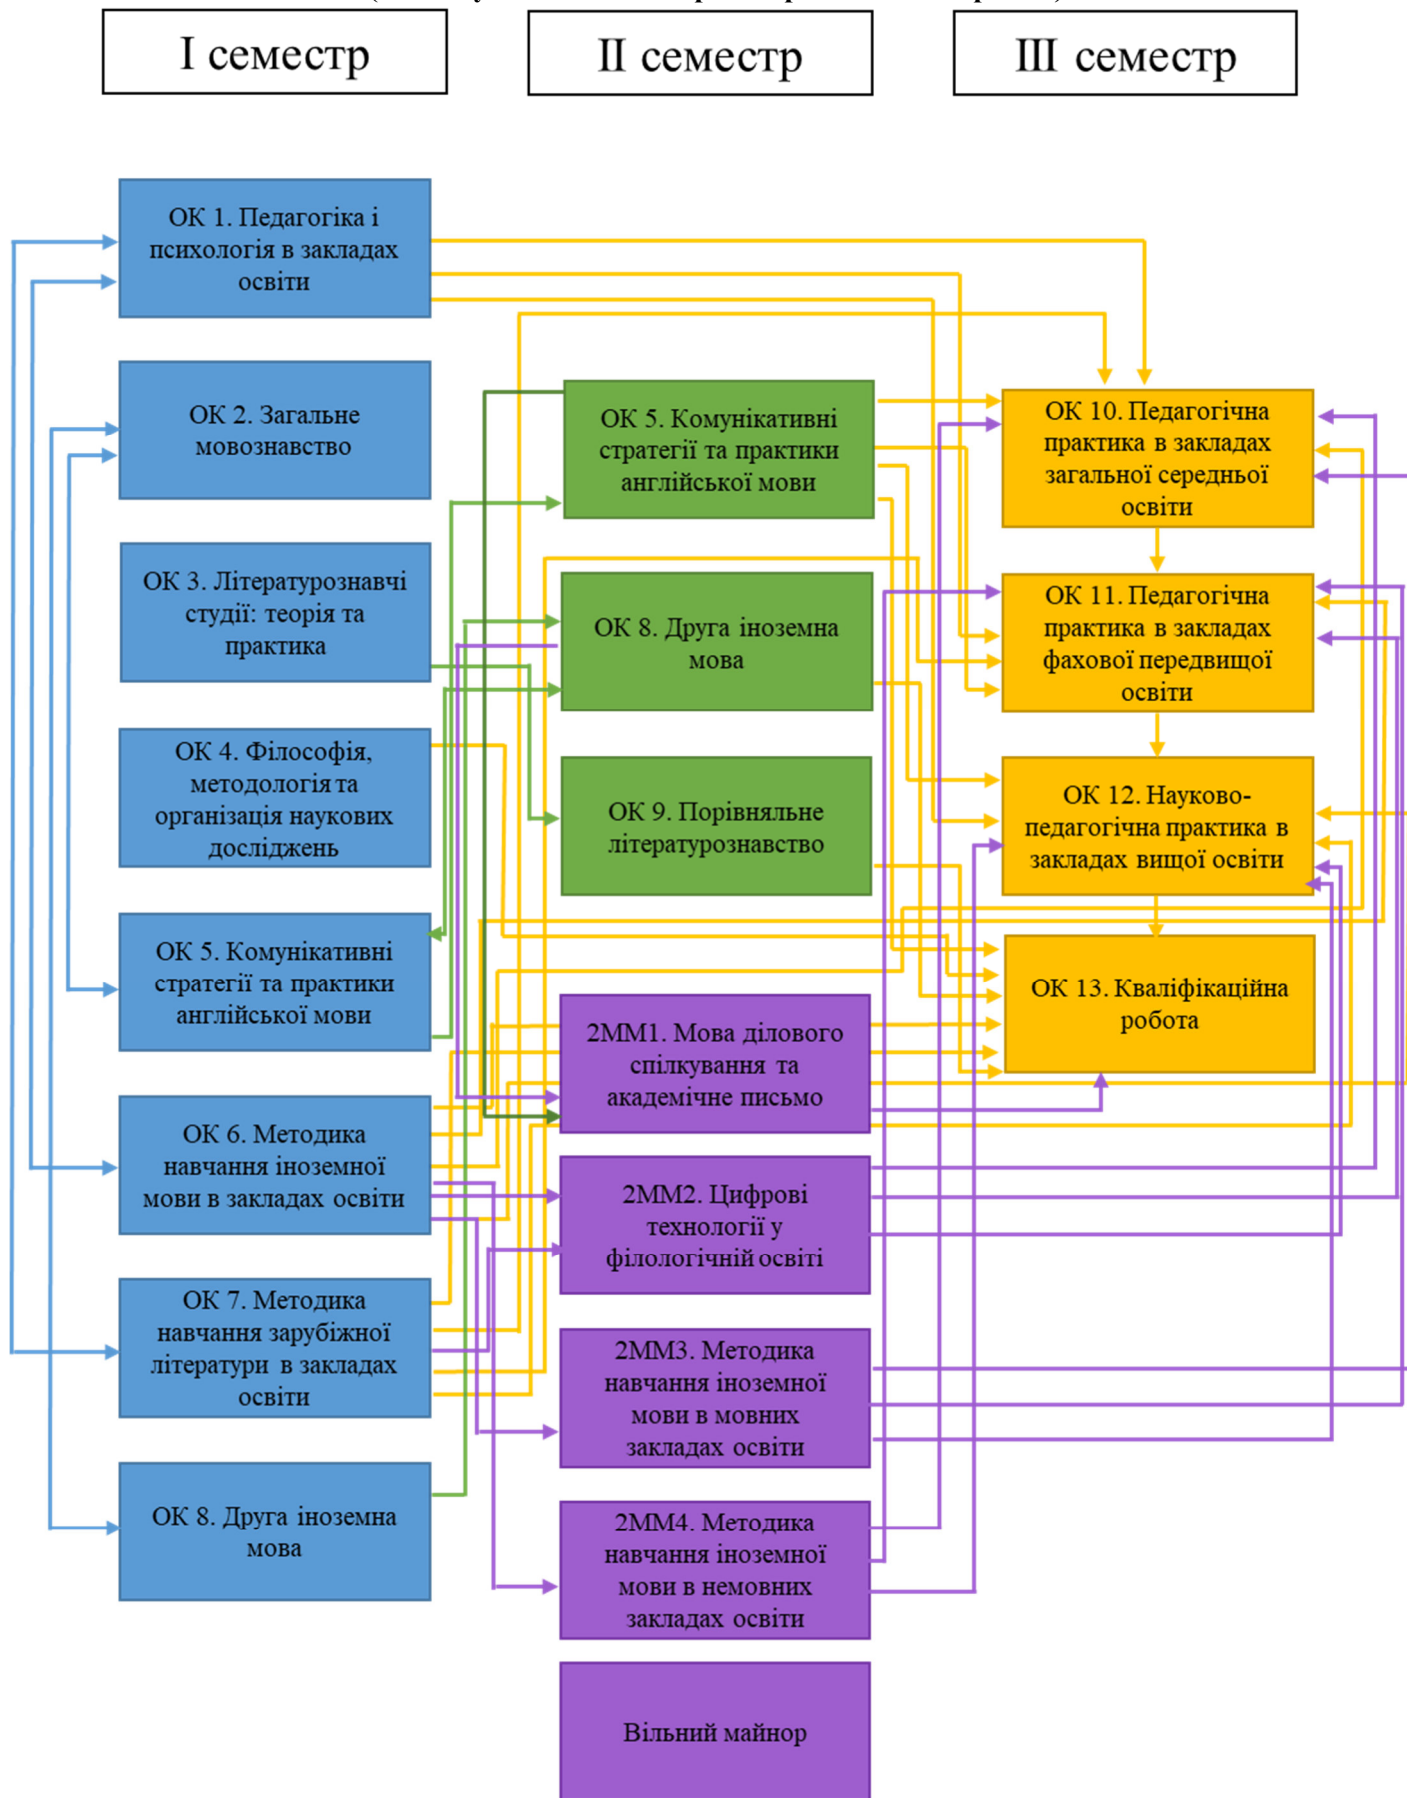 I семестр
II семестр
III семестр
ОК 1. Педагогіка і
психологія в закладах
освіти
ОК 2. Загальне
мовознавство
ОК 3. Літературознавчі
студії: теорія та
практика
ОК 4. Філософія,
методологія та
організація наукових
досліджень
ОК 5. Комунікативні
стратегії та практики
англійської мови
ОК 6. Методика
навчання іноземної
мови в закладах освіти
ОК 7. Методика
навчання зарубіжної
літератури в закладах
освіти
ОК 8. Друга іноземна
мова
ОК 5. Комунікативні
стратегії та практики
англійської мови
ОК 8. Друга іноземна
мова
ОК 9. Порівняльне
літературознавство
2ММ1. Мова ділового
спілкування та
академічне письмо
2ММ2. Цифрові
технології у
філологічній освіті
2ММ3. Методика
навчання іноземної
мови в мовних
закладах освіти
2ММ4. Методика
навчання іноземної
мови в немовних
закладах освіти
Вільний майнор
ОК 10. Педагогічна
практика в закладах
загальної середньої
освіти
ОК 11. Педагогічна
практика в закладах
фахової передвищої
освіти
ОК 12. Науково-
педагогічна практика в
закладах вищої освіти
ОК 13. Кваліфікаційна
робота